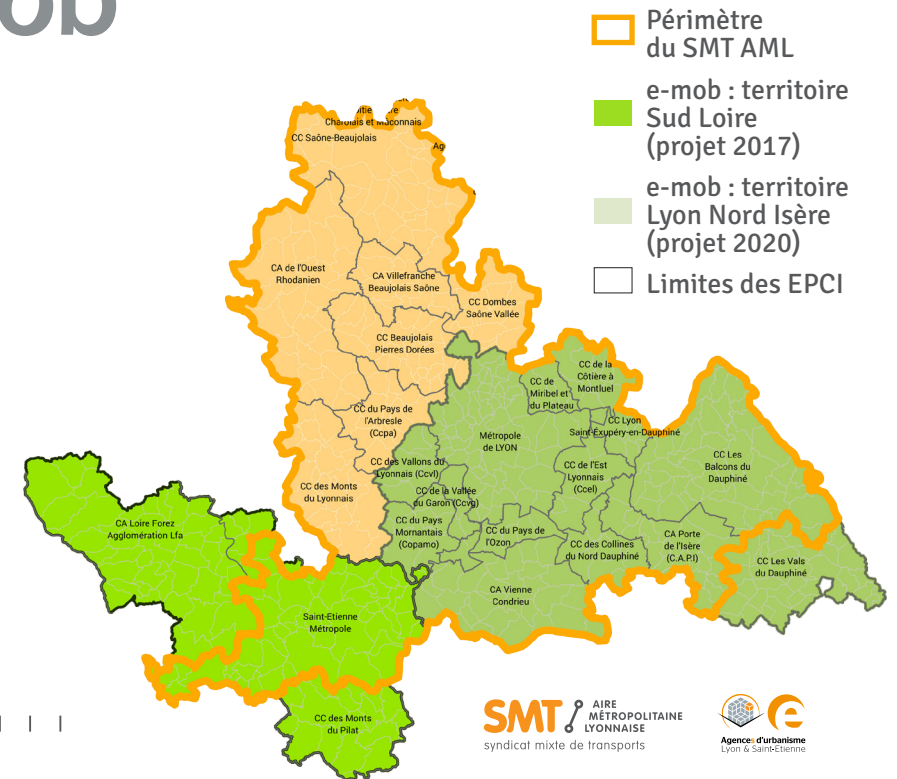 ob
Périmètre
du SMT AML
e-mob : territoire
Sud Loire
(projet 2017)
e-mob : territoire
Lyon Nord Isère
(projet 2020)
Limites des EPCI
Charolais et Mâconnais
CC Saône-Beaujolais
Ag
CA de l'Ouest
Rhodanien
CA Villefranche
Beaujolais Saône
CC Dombes
Saône Vallée
CC Beaujolais
Pierres Dorées
CC du Pays de
l'Arbresle
(Ccpa)
CC des Monts
du Lyonnais
CC des Vallons du
Lyonnais (Ccvl)
CC de la Vallée
du Garon (Ccvg)
CC du Pays
Mornantais
(Copamo)
Métropole
de LYON
CC de
Miribel et
du Plateau
CC de la
Côtière à
Montluel
CC Lyon
Saint-Exupéry-en-Dauphiné
CC de l'Est
Lyonnais
(Ccel)
CC Les
Balcons du
Dauphiné
CC du Pays de
l'Ozon
CC des Collines
du Nord Dauphiné
CA Porte
de l'Isère
(C.A.P.I)
CC Les Vals
du Dauphiné
CA Vienne
Condrieu
CA Loire Forez
Agglomération Lfa
Saint-Etienne
Métropole
CC des Monts
du Pilat
SMT AIRE
MÉTROPOLITAINE
LYONNAISE
syndicat mixte de transports
Agences d'urbanisme
Lyon & Saint-Etienne